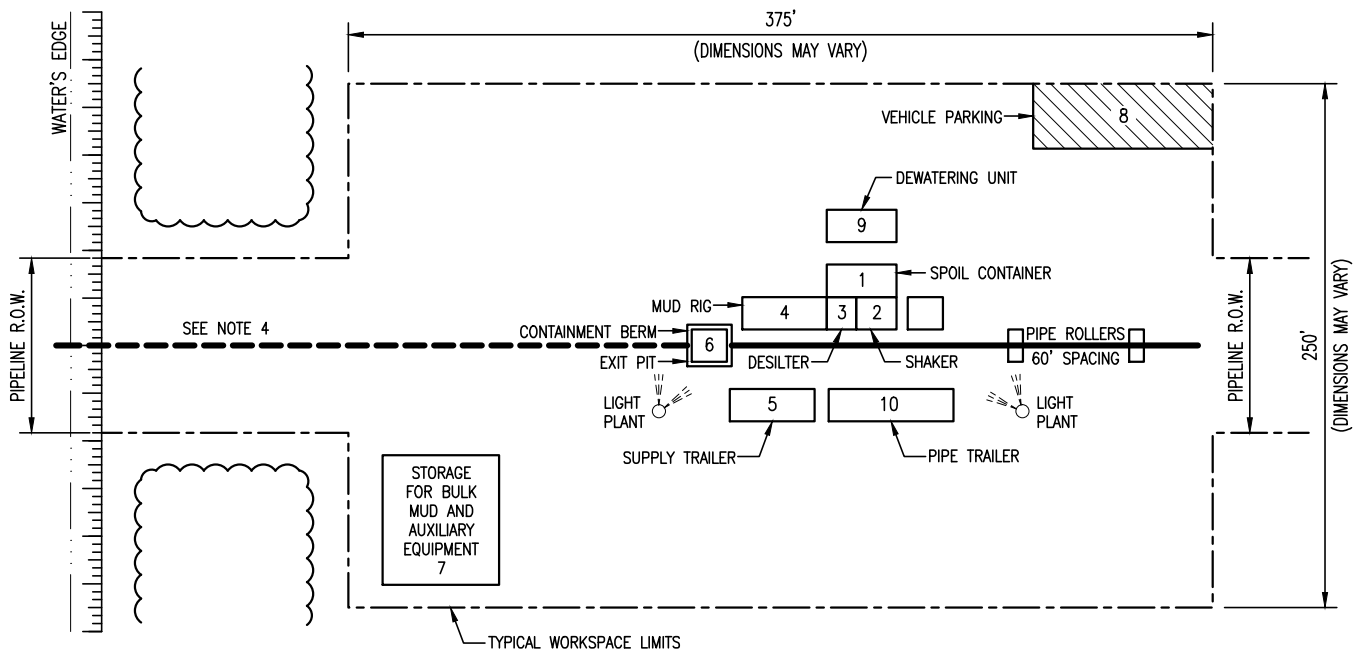 375'
(DIMENSIONS MAY VARY)
WATER'S EDGE
VEHICLE PARKING
8
DEWATERING UNIT
9
1
SPOIL CONTAINER
MUD RIG
4
3
2
PIPELINE R.O.W.
SEE NOTE 4
CONTAINMENT BERM
6
EXIT PIT
DESILTER
SHAKER
PIPE ROLLERS
60' SPACING
PIPELINE R.O.W.
250'
(DIMENSIONS MAY VARY)
LIGHT
PLANT
5
10
LIGHT
PLANT
SUPPLY TRAILER
PIPE TRAILER
STORAGE
FOR BULK
MUD AND
AUXILIARY
EQUIPMENT
7
TYPICAL WORKSPACE LIMITS